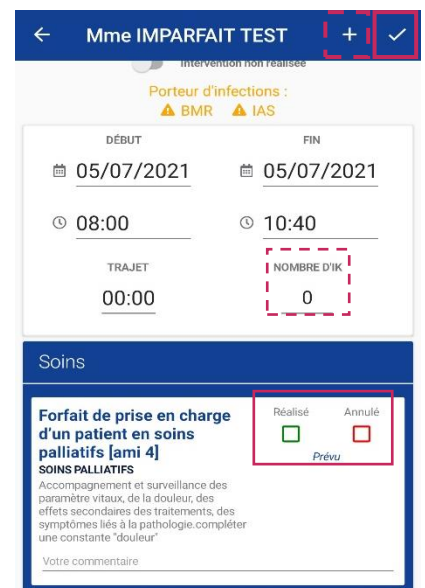 Mme IMPARFAIT TEST
Intervention non réalisée
Porteur d'infections :
BMR IAS
DÉBUT FIN
05/07/2021 05/07/2021
08:00 10:40
TRAJET NOMBRE D'IK
00:00 0
Soins
Forfait de prise en charge
d'un patient en soins
palliatifs [ami 4]
Réalisé Annulé
Prévu
SOINS PALLIATIFS
Accompagnement et surveillance des
paramètre vitaux, de la douleur, des
effets secondaires des traitements, des
symptômes liés à la pathologie.compléter
une constante "douleur"
Votre commentaire